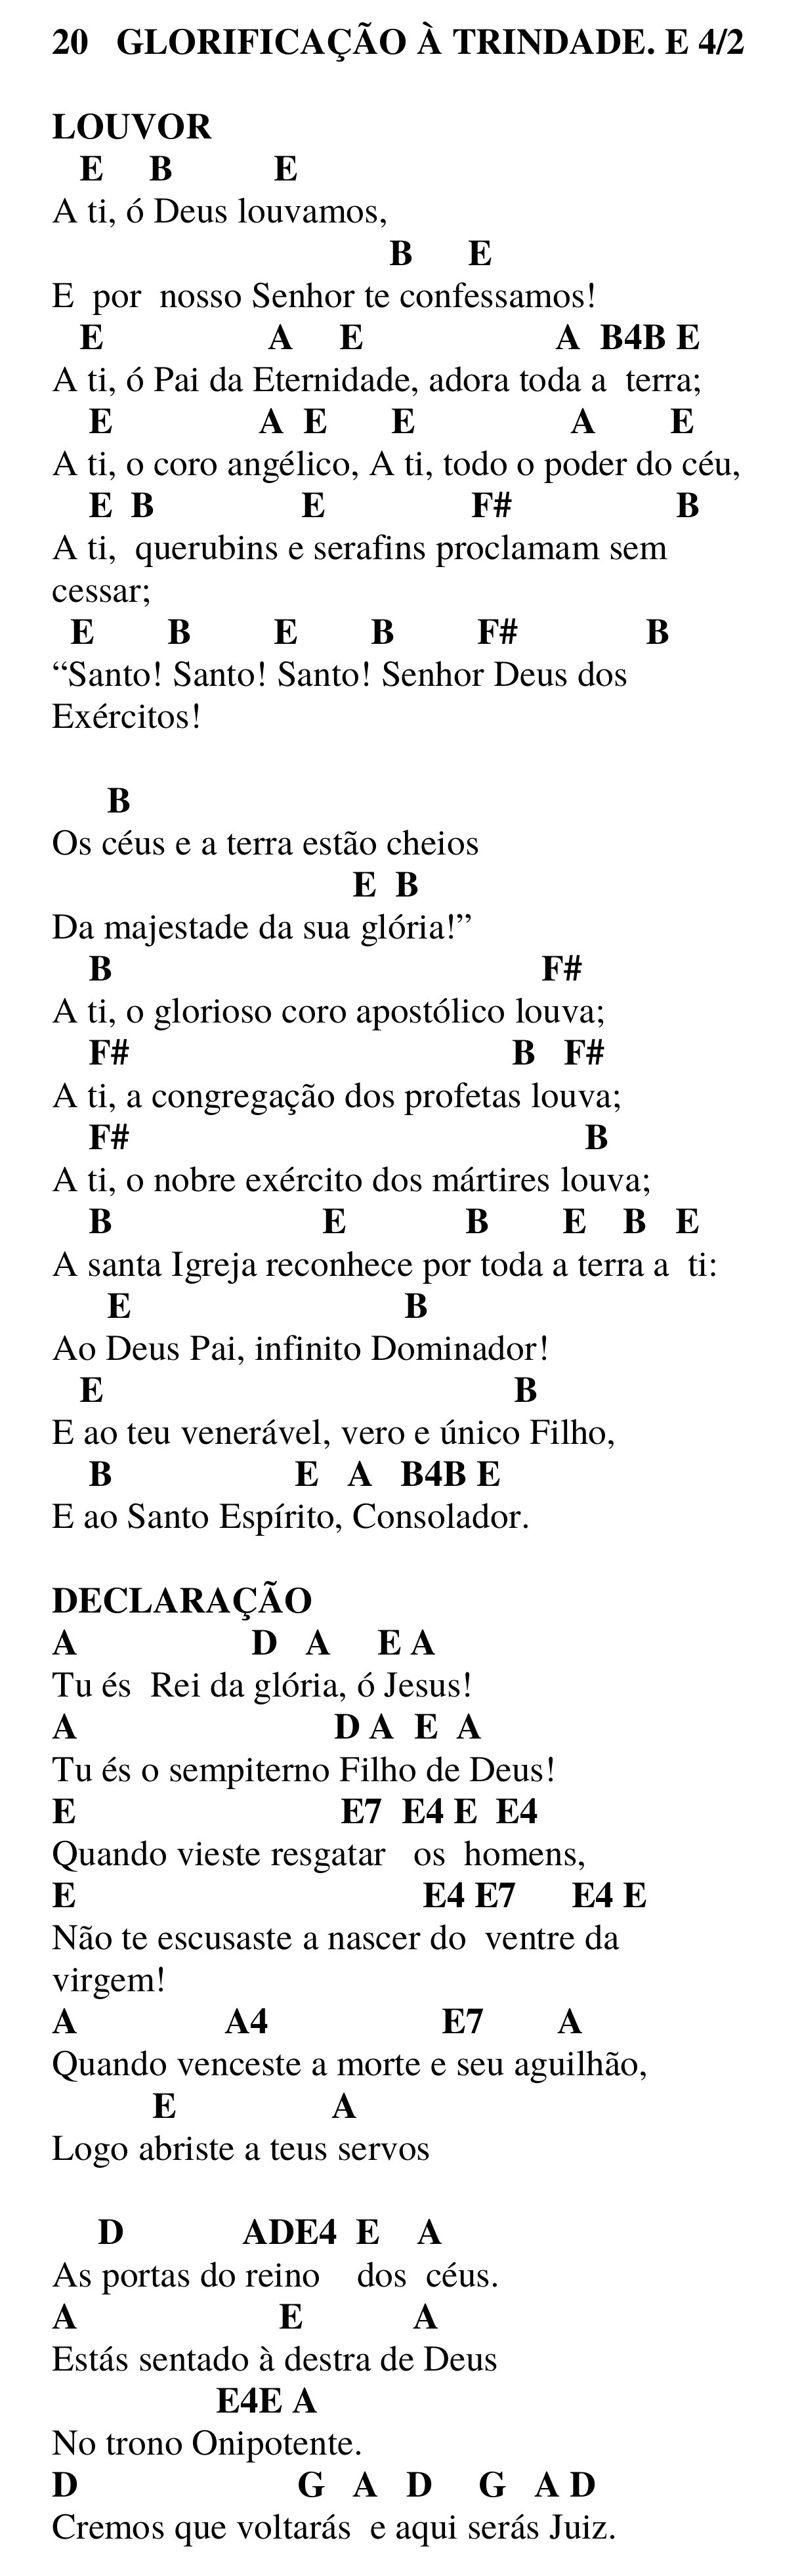 20   GLORIFICAÇÃO À TRINDADE. E 4/2

LOUVOR
   E     B           E
A ti, ó Deus louvamos,
                                    B      E
E  por  nosso Senhor te confessamos!
   E                  A     E                     A  B4B E
A ti, ó Pai da Eternidade, adora toda a  terra;
    E                A  E       E                 A        E
A ti, o coro angélico, A ti, todo o poder do céu,
    E  B                E                F#                  B
A ti,  querubins e serafins proclamam sem
cessar;
  E        B         E        B         F#              B
“Santo! Santo! Santo! Senhor Deus dos
Exércitos!

      B
Os céus e a terra estão cheios
                                 E  B
Da majestade da sua glória!”
    B                                               F#
A ti, o glorioso coro apostólico louva;
    F#                                          B   F#
A ti, a congregação dos profetas louva;
    F#                                                  B
A ti, o nobre exército dos mártires louva;
    B                       E             B        E    B   E
A santa Igreja reconhece por toda a terra a  ti:
      E                              B
Ao Deus Pai, infinito Dominador!
   E                                             B
E ao teu venerável, vero e único Filho,
    B                    E   A   B4B E
E ao Santo Espírito, Consolador.

DECLARAÇÃO
A                   D   A     E A
Tu és  Rei da glória, ó Jesus!
A                            D A  E  A
Tu és o sempiterno Filho de Deus!
E                             E7  E4 E  E4
Quando vieste resgatar   os  homens,
E                                      E4 E7      E4 E
Não te escusaste a nascer do  ventre da
virgem!
A                A4                   E7        A
Quando venceste a morte e seu aguilhão,
           E                 A
Logo abriste a teus servos

     D             ADE4  E    A
As portas do reino    dos  céus.
A                      E            A
Estás sentado à destra de Deus
                  E4E A
No trono Onipotente.
D                        G   A   D     G   A D
Cremos que voltarás  e aqui serás Juiz.